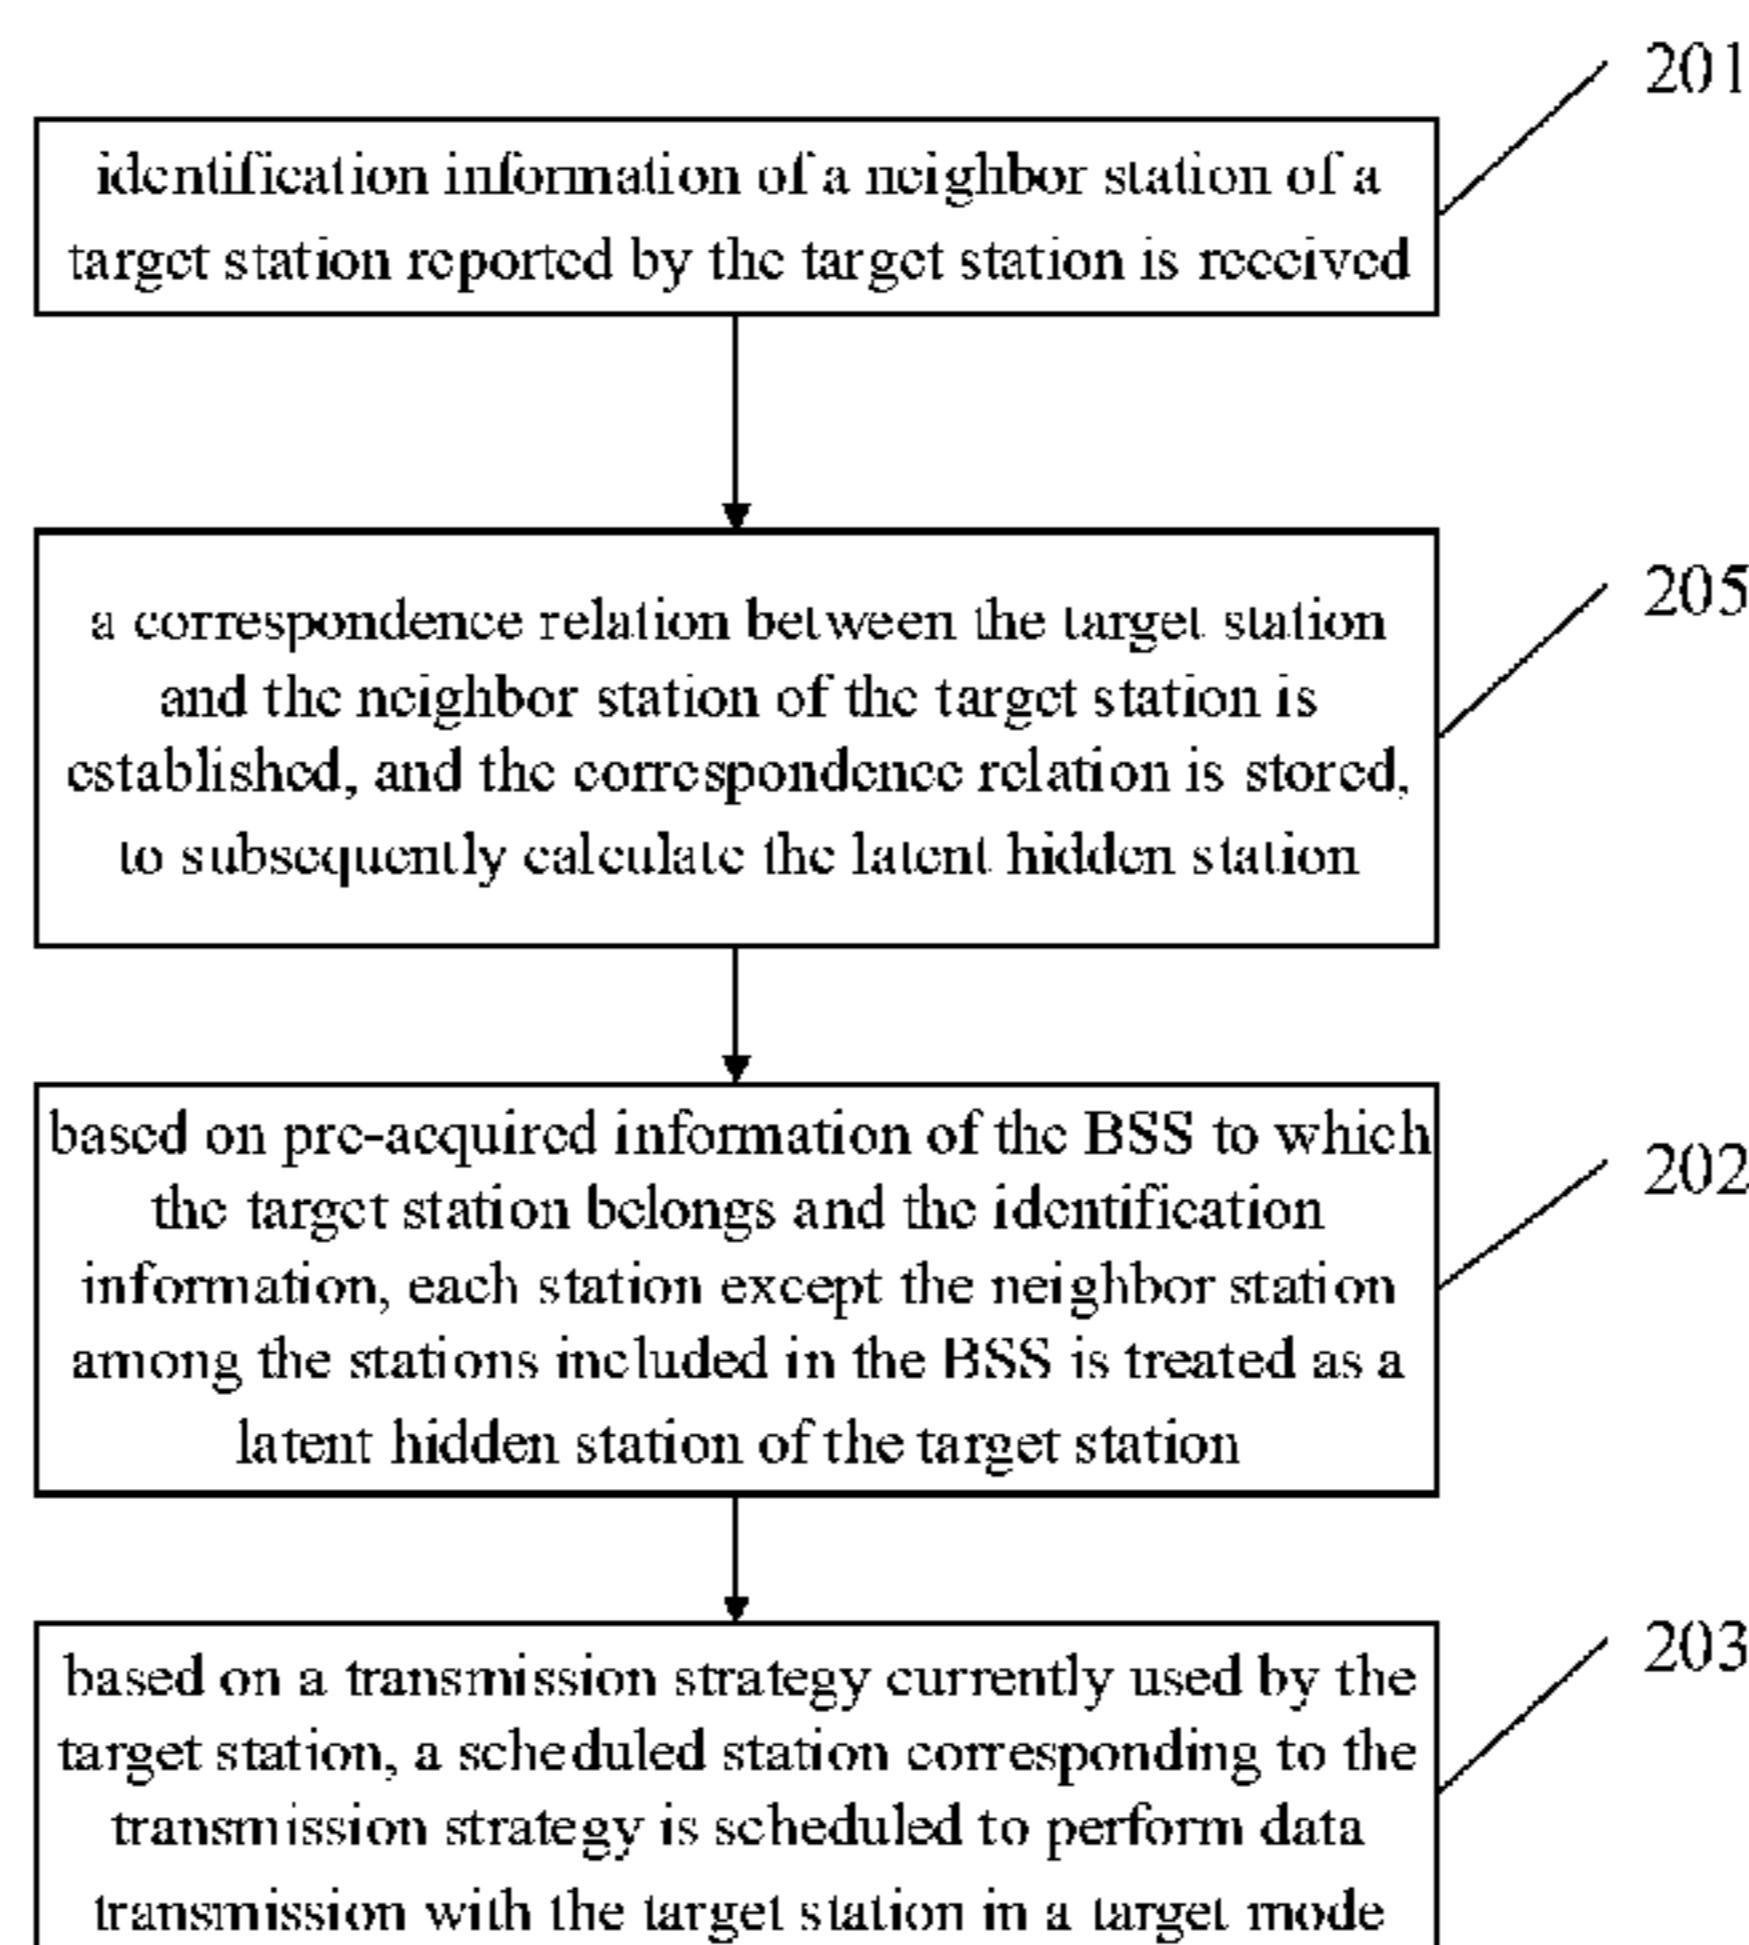 201
identification information of a neighbor station of a
target station reported by the target station is received
205
a correspondence relation between the target station
and the neighbor station of the target station is
established, and the correspondence relation is stored,
to subsequently calculate the latent hidden station
202
based on pre-acquired information of the BSS to which
the target station belongs and the identification
information, each station except the neighbor station
among the stations included in the BSS is treated as a
latent hidden station of the target station
203
based on a transmission strategy currently used by the
target station, a scheduled station corresponding to the
transmission strategy is scheduled to perform data
transmission with the target station in a target mode